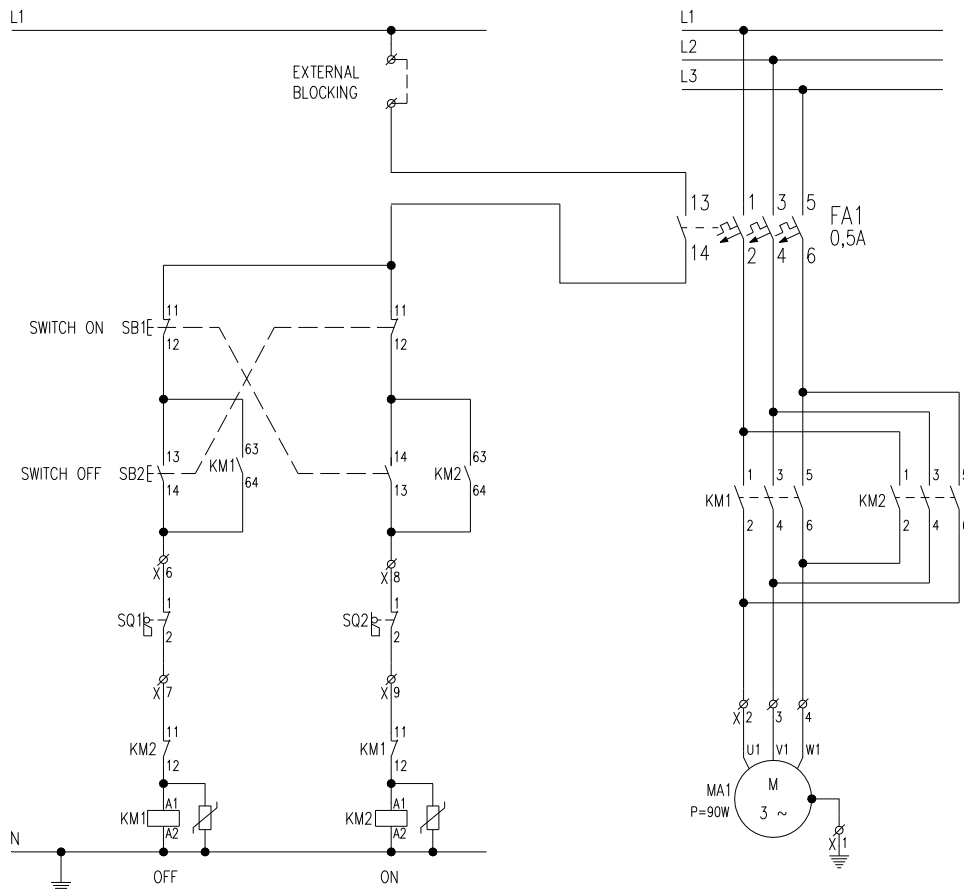 L1
L1
L2
L3
EXTERNAL
BLOCKING
13
1
3
5
FA1
0,5A
14
2
4
6
11
11
SWITCH ON SB1
12
12
13
63
14
63
SWITCH OFF SB2
KM1
KM2
14
64
13
64
1
3
5
1
3
5
KM1
KM2
2
4
6
2
4
6
X 6
X 8
1
1
SQ1
SQ2
2
2
X 7
X 9
X 2
3
4
11
11
KM2
KM1
12
12
U1
V1
W1
MA1
P=90W
M
3 ~
KM1
A1
A2
KM2
A1
A2
X 1
N
OFF
ON